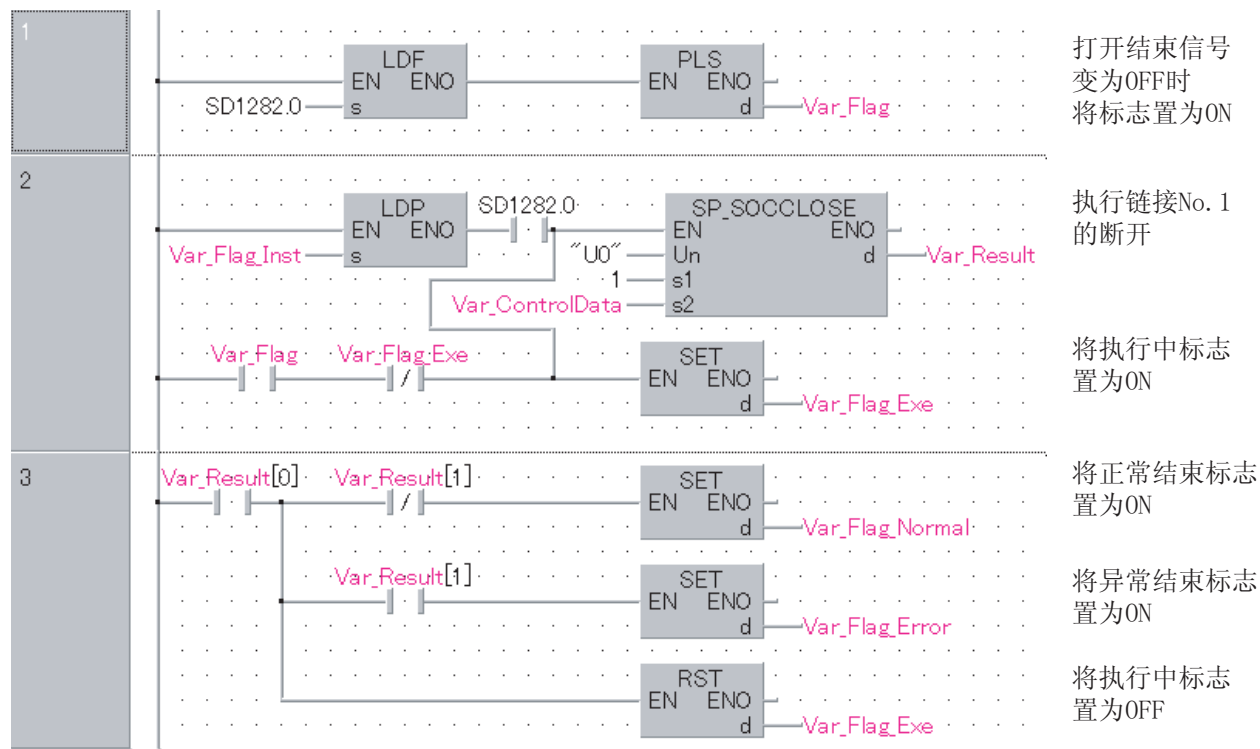 1
LDF
EN ENO
SD1282.0
s
PLS
EN ENO
d
Var_Flag
打开结束信号
变为OFF时
将标志置为ON
2
LDP
EN ENO
Var_Flag_Inst
s
SD1282.0
SP_SOCCLOSE
EN ENO
"U0"
Un d
Var_Result
1
s1
Var_ControlData
s2
执行链接No.1
的断开
Var_Flag
Var_Flag_Exe
SET
EN ENO
d
Var_Flag_Exe
将执行中标志
置为ON
3
Var_Result[0]
Var_Result[1]
SET
EN ENO
d
Var_Flag_Normal
将正常结束标志
置为ON
Var_Result[1]
SET
EN ENO
d
Var_Flag_Error
将异常结束标志
置为ON
RST
EN ENO
d
Var_Flag_Exe
将执行中标志
置为OFF